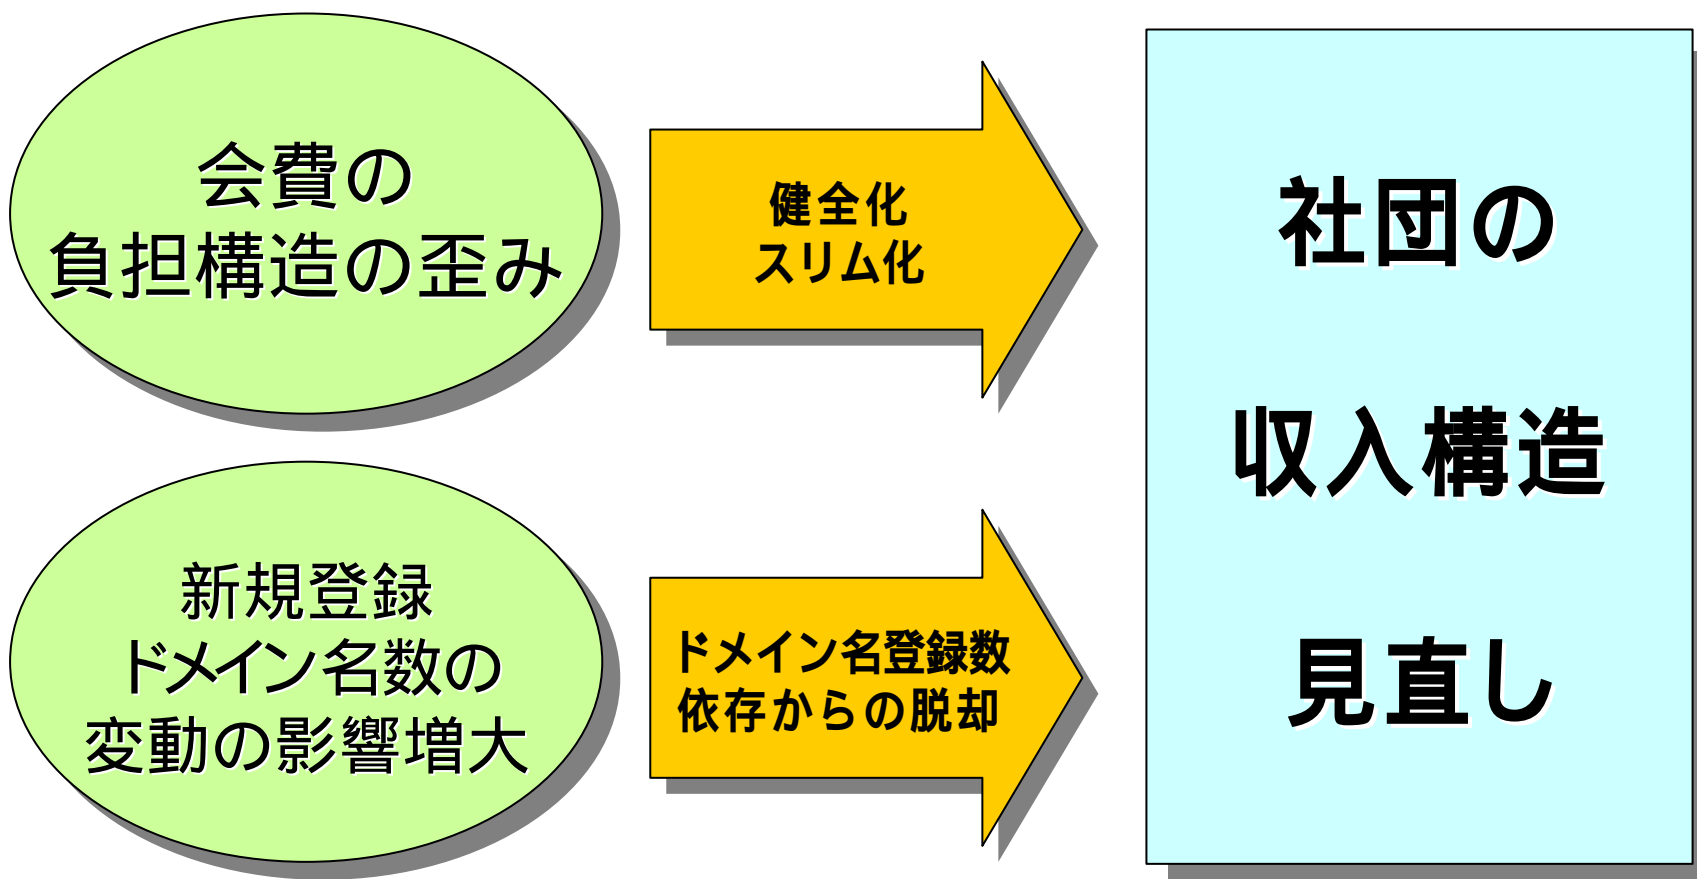 会費の
負担構造の歪み
健全化
スリム化
新規登録
ドメイン名数の
変動の影響増大
ドメイン名登録数
依存からの脱却
社団の
収入構造
見直し